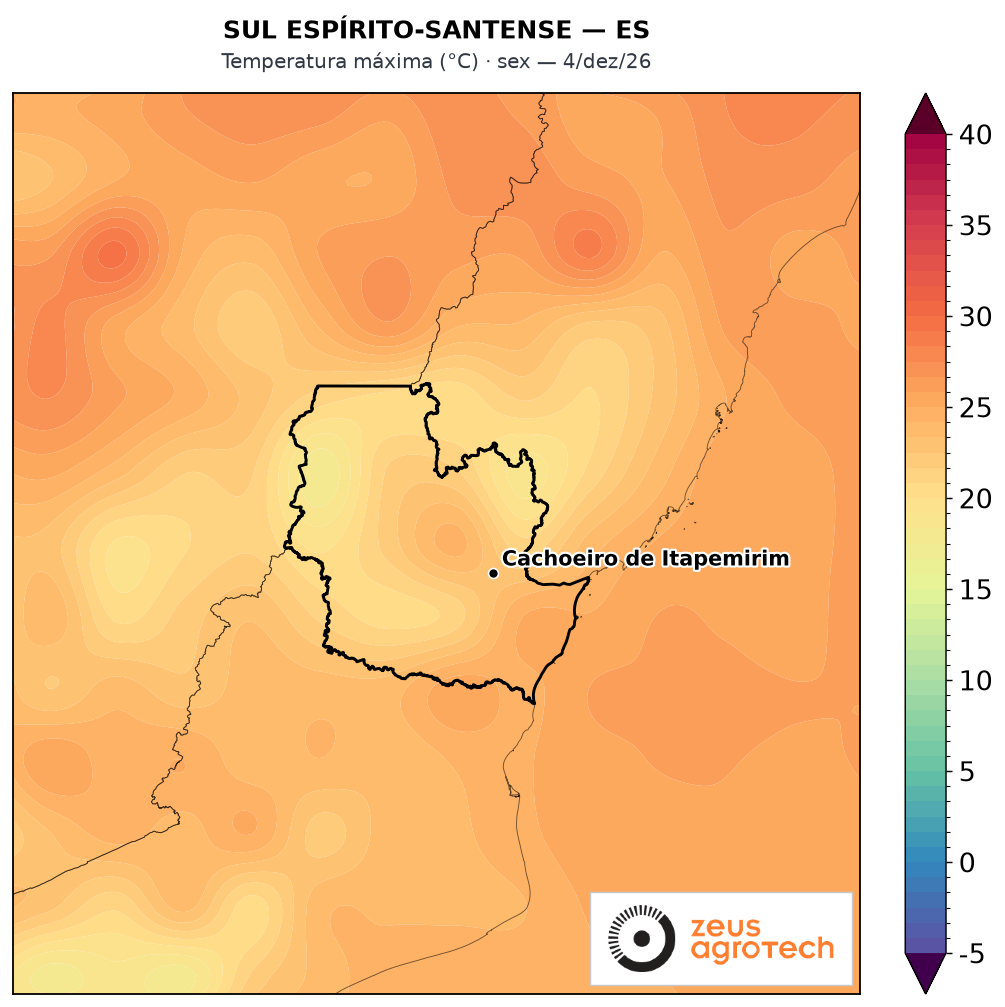 SUL ESPÍRITO-SANTENSE — ES
Temperatura máxima (°C) · sex — 4/dez/26
40
35
30
25
20
15
10
5
0
-5
Cachoeiro de Itapemirim
zeus
agrotech